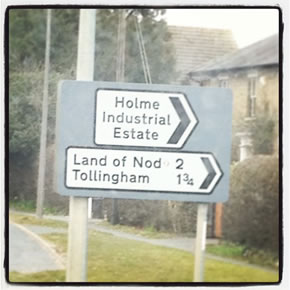 Holme
Industrial
Estate
Land of Nod 2
Tollingham 1¾